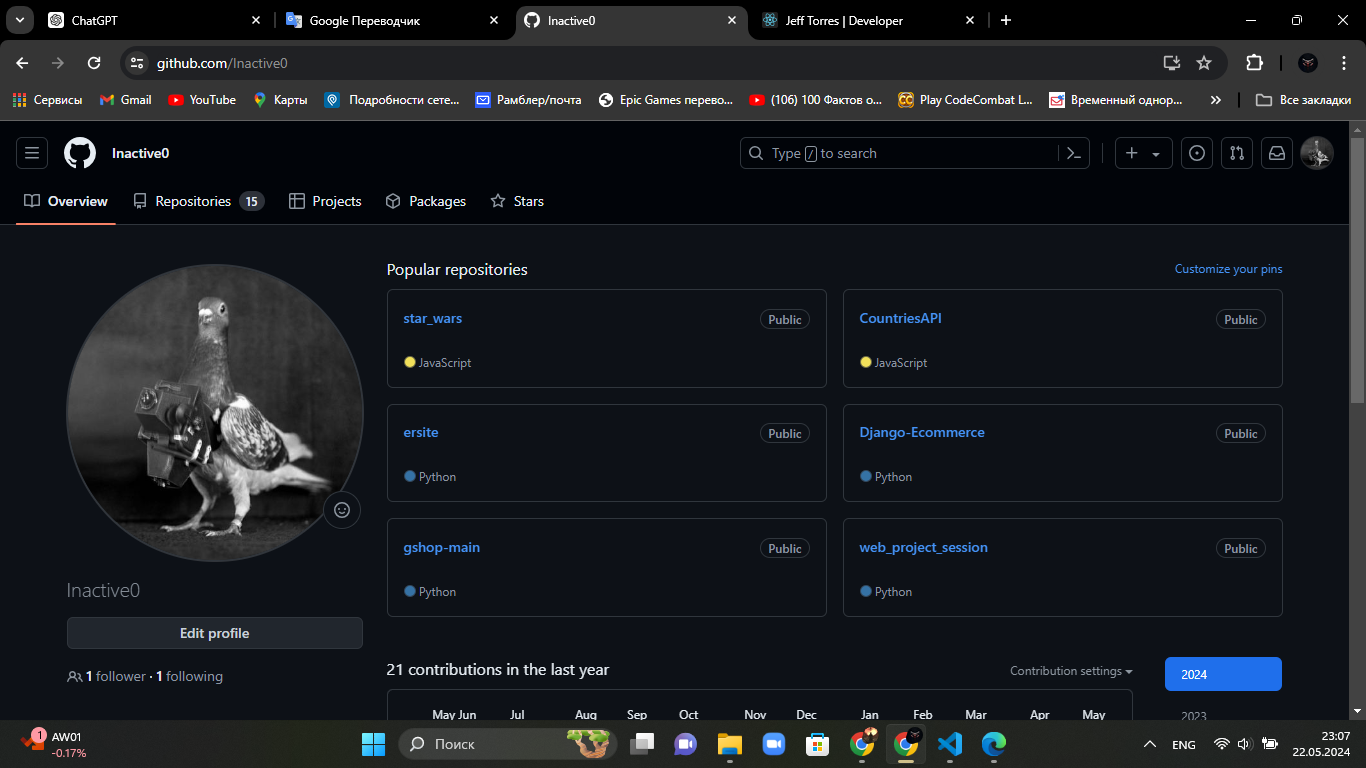 ChatGPT
Google Переводчик
Inactive0
Jeff Torres | Developer
github.com/Inactive0
Сервисы
Gmail
YouTube
Карты
Подробности сете...
Рамблер/почта
Epic Games перево...
(106) 100 Фактов о...
Play CodeCombat L...
Временный однор...
Все закладки
Inactive0
Type / to search
Overview
Repositories 15
Projects
Packages
Stars
Popular repositories
Customize your pins
star_wars
Public
JavaScript
CountriesAPI
Public
JavaScript
ersite
Public
Python
Django-Ecommerce
Public
Python
gshop-main
Public
Python
web_project_session
Public
Python
Inactive0
Edit profile
1 follower · 1 following
21 contributions in the last year
Contribution settings
2024
2023
May Jun Jul Aug Sep Oct Nov Dec Jan Feb Mar Apr May
1
AW01
-0.17%
Поиск
ENG
23:07
22.05.2024